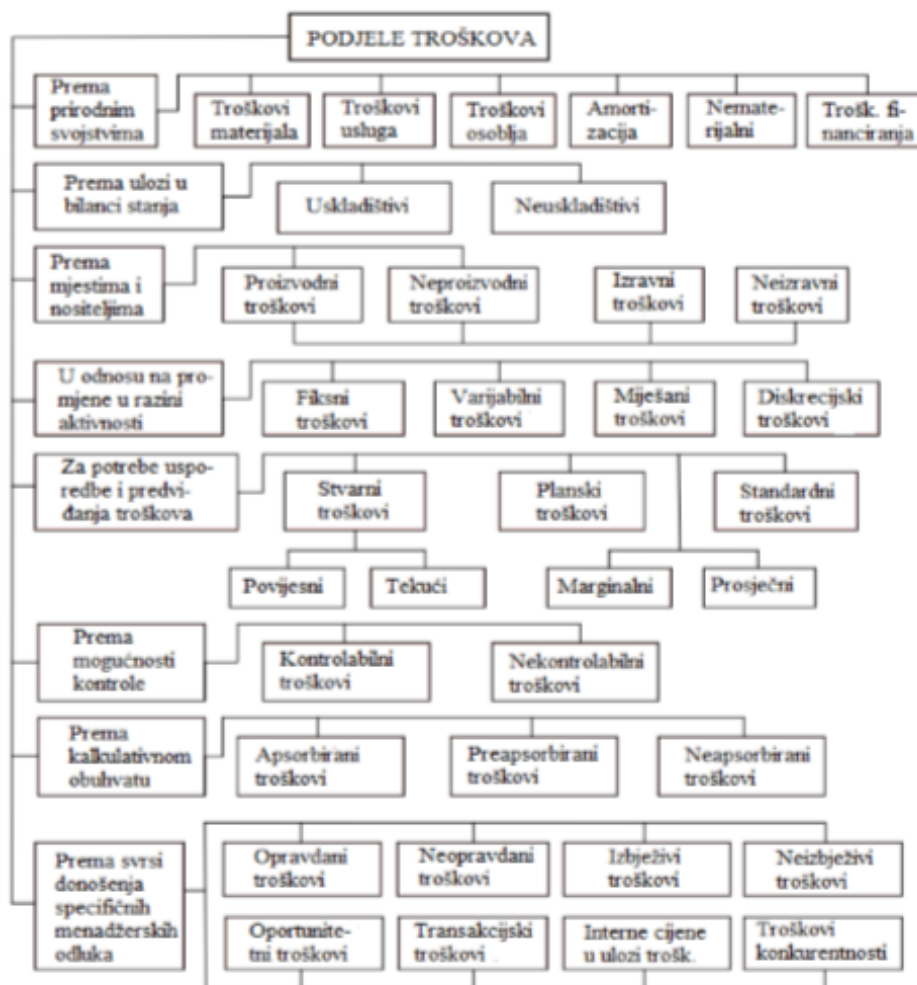 PODJELE TROŠKOVA
Prema
prirodnim
svojstvima
Troškovi
materijala
Troškovi
usluga
Troškovi
osoblja
Amorti-
zacija
Nemate-
rijalni
Trošk. fi-
nanciranja
Prema ulozi u
bilanci stanja
Uskladištivi
Neuskladištivi
Prema
mjestima i
nositeljima
Proizvodni
troškovi
Neproizvodni
troškovi
Izravni
troškovi
Neizravni
troškovi
U odnosu na pro-
mjene u razini
aktivnosti
Fiksni
troškovi
Varijabilni
troškovi
Miješani
troškovi
Diskrecijski
troškovi
Za potrebe uspo-
redbe i predvi-
đanja troškova
Stvarni
troškovi
Planski
troškovi
Standardni
troškovi
Povijesni
Tekući
Marginalni
Prosječni
Prema
mogućnosti
kontrole
Kontrolabilni
troškovi
Nekontrolabilni
troškovi
Prema
kalkulativnom
obuhvatu
Apsorbirani
troškovi
Preapsorbirani
troškovi
Neapsorbirani
troškovi
Prema svrsi
donošenja
specifičnih
menadžerskih
odluka
Opravdani
troškovi
Neopravdani
troškovi
Izbježivi
troškovi
Neizbježivi
troškovi
Oportunite-
tni troškovi
Transakcijski
troškovi
Interne cijene
u ulozi trošk.
Troškovi
konkurentnosti